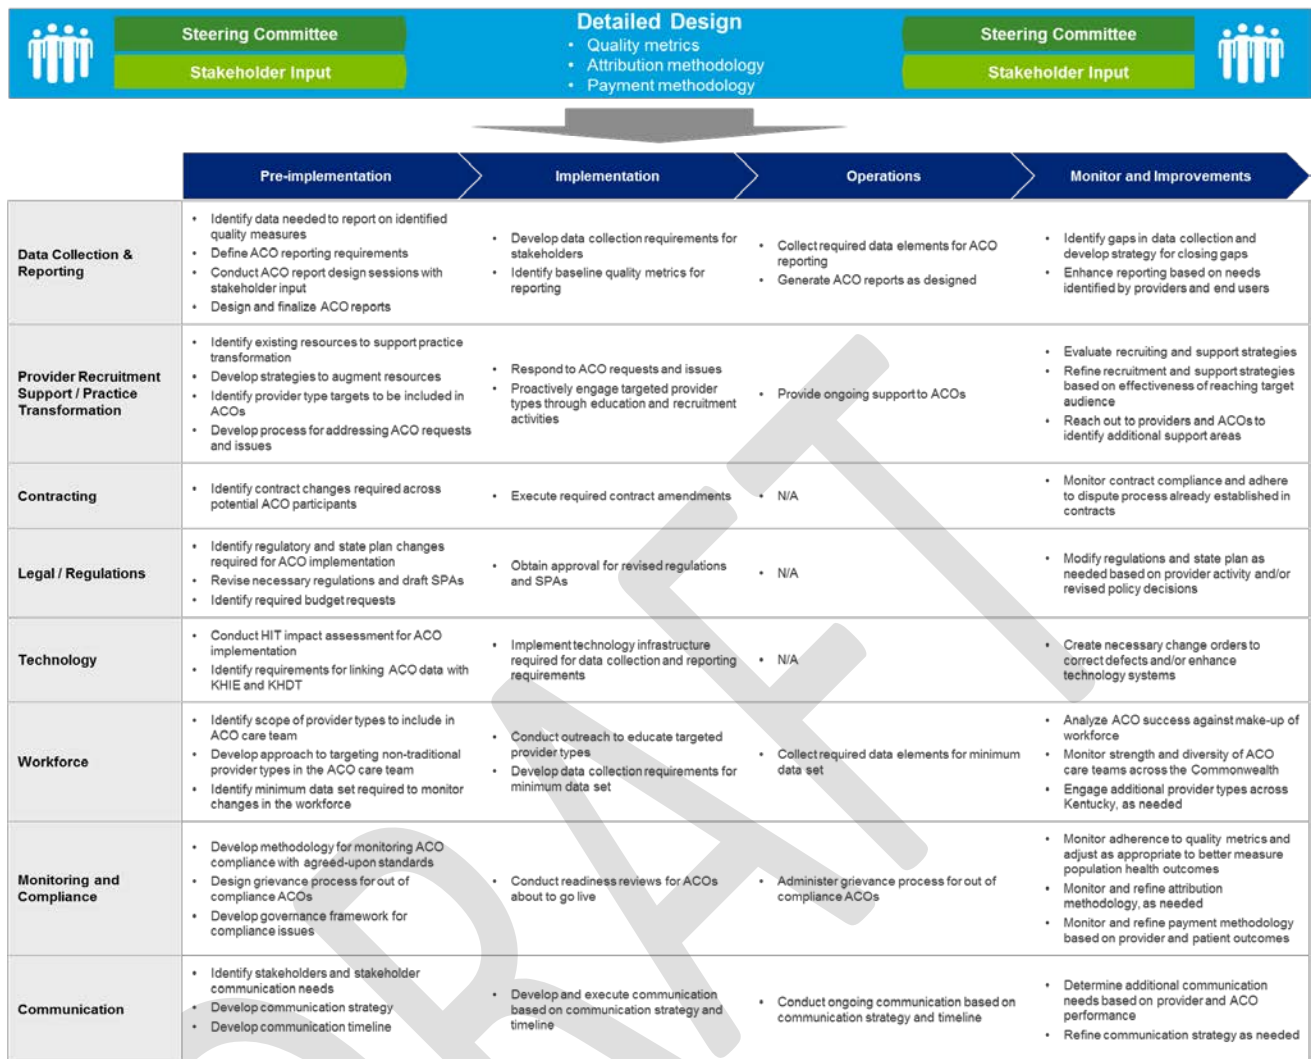 Detailed Design
Steering Committee
Stakeholder Input
• Quality metrics
• Attribution methodology
• Payment methodology
Steering Committee
Stakeholder Input
Pre-implementation
Implementation
Operations
Monitor and Improvements
Data Collection &
Reporting
• Identify data needed to report on identified
quality measures
• Define ACO reporting requirements
• Conduct ACO report design sessions with
stakeholder input
• Design and finalize ACO reports
• Develop data collection requirements for
stakeholders
• Identify baseline quality metrics for
reporting
• Collect required data elements for ACO
reporting
• Generate ACO reports as designed
• Identify gaps in data collection and
develop strategy for closing gaps
• Enhance reporting based on needs
identified by providers and end users
Provider Recruitment
Support / Practice
Transformation
• Identify existing resources to support practice
transformation
• Develop strategies to augment resources
• Identify provider type targets to be included in
ACOs
• Develop process for addressing ACO requests
and issues
• Respond to ACO requests and issues
• Proactively engage targeted provider
types through education and recruitment
activities
• Provide ongoing support to ACOs
• Evaluate recruiting and support strategies
• Refine recruitment and support strategies
based on effectiveness of reaching target
audience
• Reach out to providers and ACOs to
identify additional support areas
Contracting
• Identify contract changes required across
potential ACO participants
• Execute required contract amendments
• N/A
• Monitor contract compliance and adhere
to dispute process already established in
contracts
Legal / Regulations
• Identify regulatory and state plan changes
required for ACO implementation
• Revise necessary regulations and draft SPAs
• Identify required budget requests
• Obtain approval for revised regulations
and SPAs
• N/A
• Modify regulations and state plan as
needed based on provider activity and/or
revised policy decisions
Technology
• Conduct HIT impact assessment for ACO
implementation
• Identify requirements for linking ACO data with
KHIE and KHDT
• Implement technology infrastructure
required for data collection and reporting
requirements
• N/A
• Create necessary change orders to
correct defects and/or enhance
technology systems
Workforce
• Identify scope of provider types to include in
ACO care team
• Develop approach to targeting non-traditional
provider types in the ACO care team
• Identify minimum data set required to monitor
changes in the workforce
• Conduct outreach to educate targeted
provider types
• Develop data collection requirements for
minimum data set
• Collect required data elements for minimum
data set
• Analyze ACO success against make-up of
workforce
• Monitor strength and diversity of ACO
care teams across the Commonwealth
• Engage additional provider types across
Kentucky, as needed
Monitoring and
Compliance
• Develop methodology for monitoring ACO
compliance with agreed-upon standards
• Design grievance process for out of
compliance ACOs
• Develop governance framework for
compliance issues
• Conduct readiness reviews for ACOs
about to go live
• Administer grievance process for out of
compliance ACOs
• Monitor adherence to quality metrics and
adjust as appropriate to better measure
population health outcomes
• Monitor and refine attribution
methodology, as needed
• Monitor and refine payment methodology
based on provider and patient outcomes
Communication
• Identify stakeholders and stakeholder
communication needs
• Develop communication strategy
• Develop communication timeline
• Develop and execute communication
based on communication strategy and
timeline
• Conduct ongoing communication based on
communication strategy and timeline
• Determine additional communication
needs based on provider and ACO
performance
• Refine communication strategy as needed
DRAFT